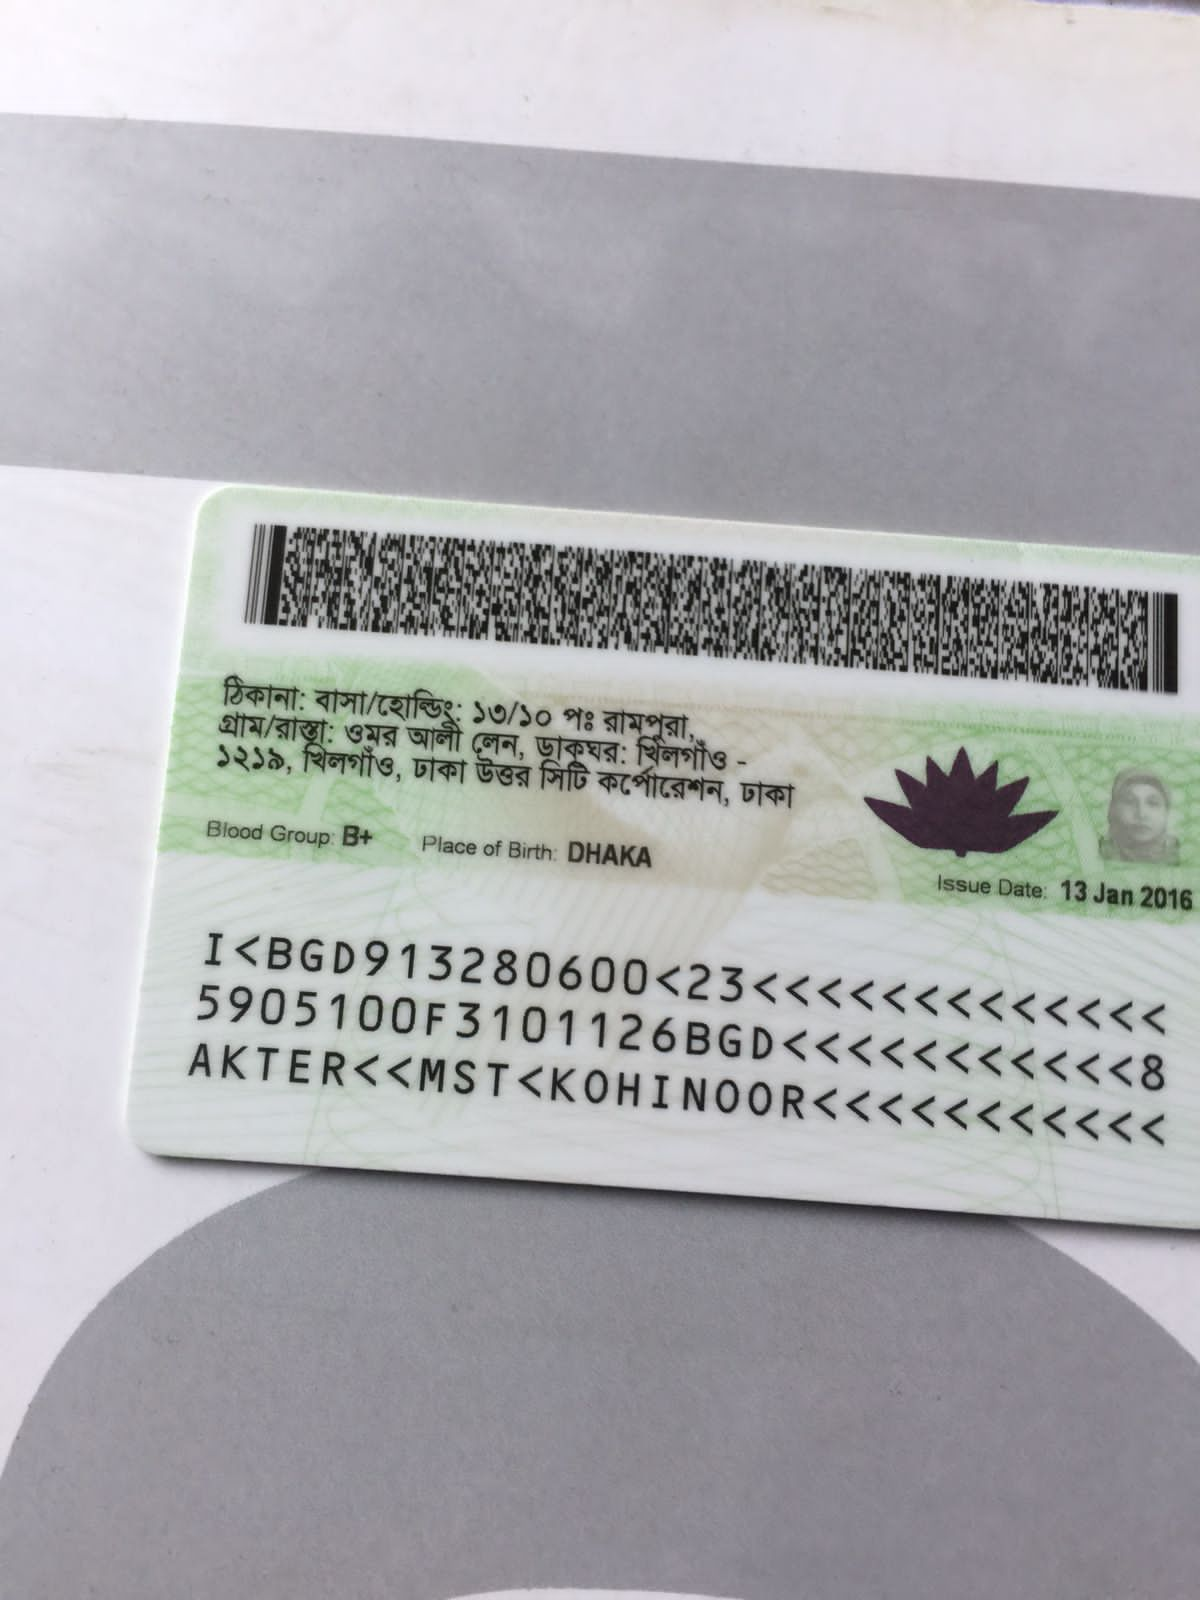 ঠিকানা: বাসা/হোল্ডিং: ১৩/১০ পঃ রামপুরা,
গ্রাম/রাস্তা: ওমর আলী লেন, ডাকঘর: খিলগাঁও -
১২১৯, খিলগাঁও, ঢাকা উত্তর সিটি কর্পোরেশন, ঢাকা
Blood Group: B+ Place of Birth: DHAKA
Issue Date: 13 Jan 2016
I<BGD913280600<23<<<<<<<<<<<<<
5905100F3101126BGD<<<<<<<<<<<8
AKTER<<MST<KOHINOOR<<<<<<<<<<<